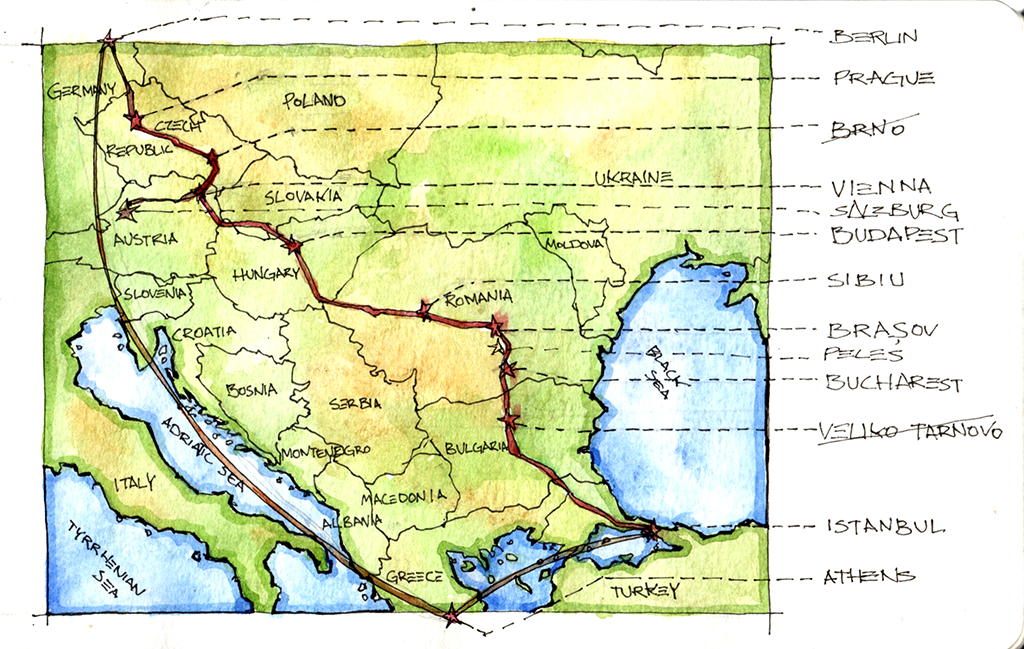 BERLIN
PRAGUE
BRNO
VIENNA
SALZBURG
BUDAPEST
SIBIU
BRAŞOV
PELEŞ
BUCHAREST
VELIKO TARNOVO
ISTANBUL
ATHENS
GERMANY
POLAND
CZECH
REPUBLIC
UKRAINE
SLOVAKIA
AUSTRIA
MOLDOVA
HUNGARY
SLOVENIA
ROMANIA
CROATIA
BLACK
SEA
BOSNIA
SERBIA
ADRIATIC SEA
MONTENEGRO
BULGARIA
ITALY
MACEDONIA
ALBANIA
TYRRHENIAN
SEA
GREECE
TURKEY